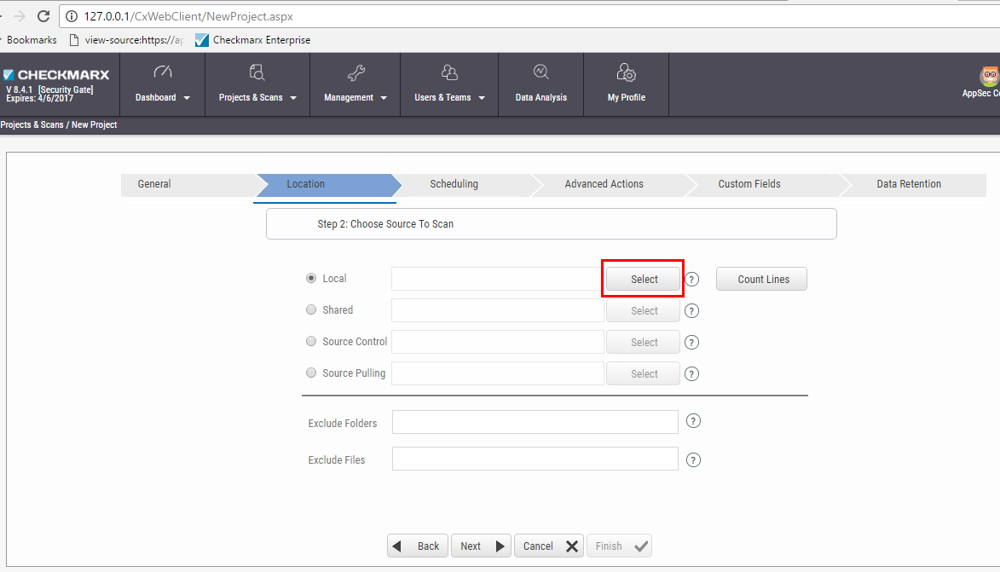 127.0.0.1/CxWebClient/NewProject.aspx
Bookmarks view-source:https://ap Checkmarx Enterprise
CHECKMARX
V 8.4.1 [Security Gate]
Expires: 4/6/2017
Dashboard Projects & Scans Management Users & Teams Data Analysis My Profile AppSec Co
Projects & Scans / New Project
General Location Scheduling Advanced Actions Custom Fields Data Retention
Step 2: Choose Source To Scan
Local Select ? Count Lines
Shared Select ?
Source Control Select ?
Source Pulling Select ?
Exclude Folders ?
Exclude Files ?
Back Next Cancel Finish